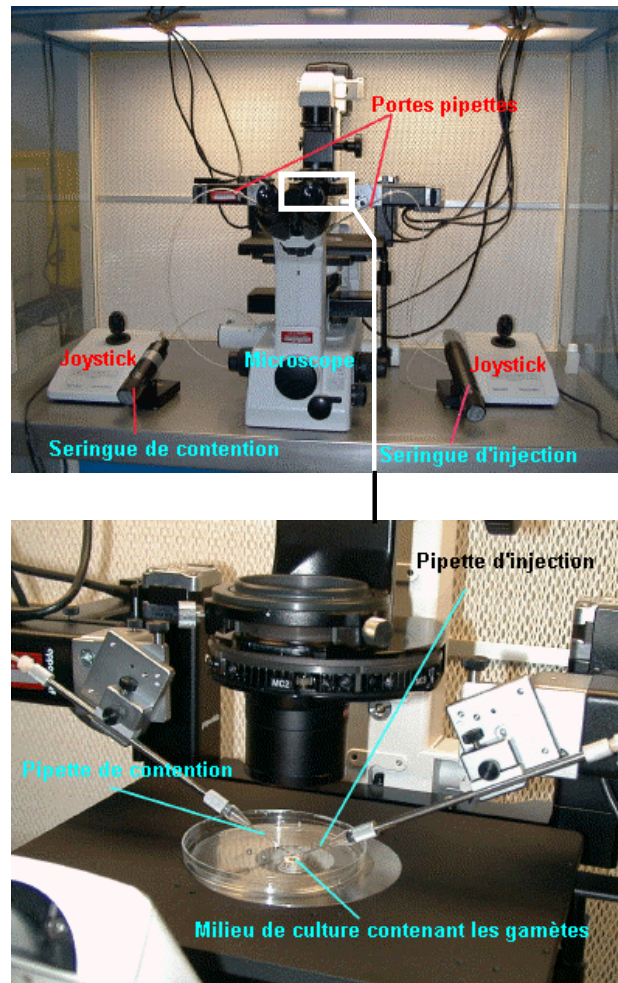 Portes pipettes
Joystick
Microscope
Joystick
Seringue de contention
Seringue d'injection
Pipette d'injection
MC2
Pipette de contention
Milieu de culture contenant les gamètes